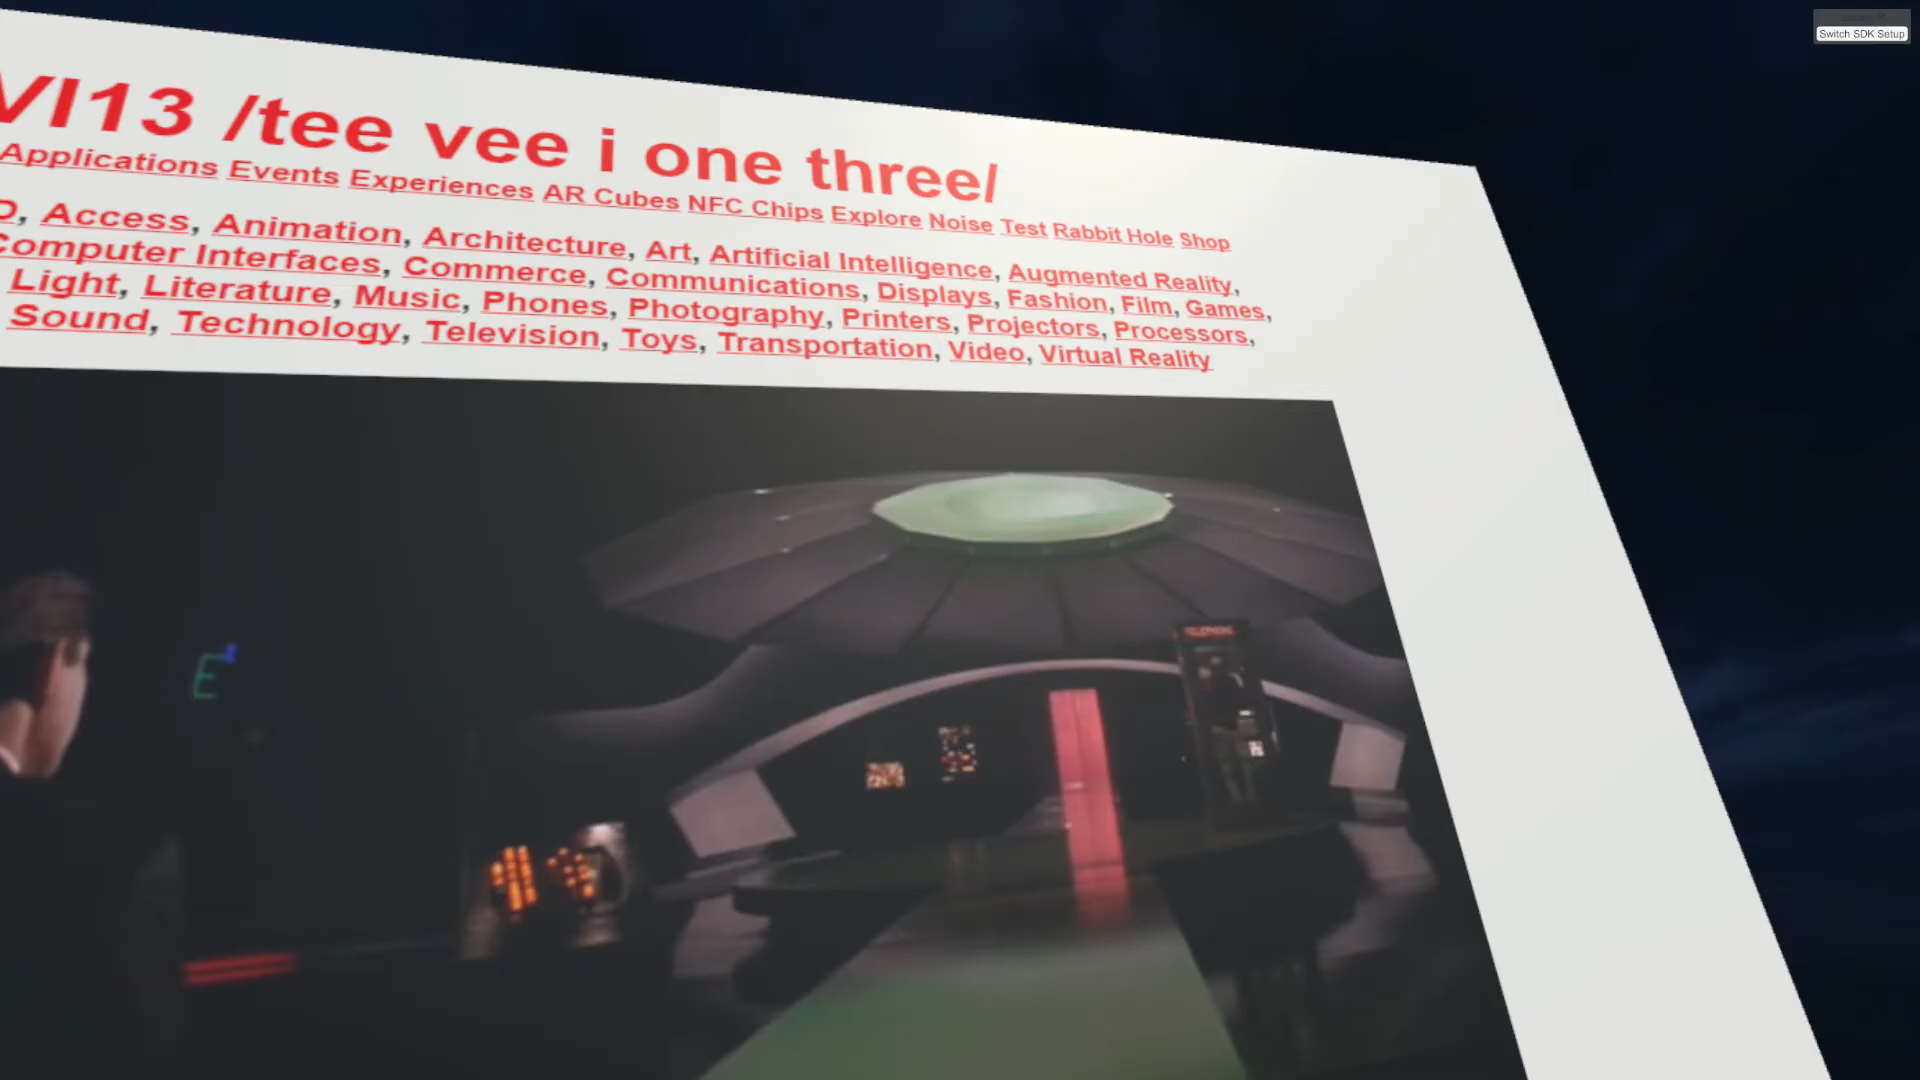 VI13 /tee vee i one three/
Applications Events Experiences AR Cubes NFC Chips Explore Noise Test Rabbit Hole Shop
D, Access, Animation, Architecture, Art, Artificial Intelligence, Augmented Reality,
Computer Interfaces, Commerce, Communications, Displays, Fashion, Film, Games,
Light, Literature, Music, Phones, Photography, Printers, Projectors, Processors,
Sound, Technology, Television, Toys, Transportation, Video, Virtual Reality
Switch SDK Setup
TELEPHONE